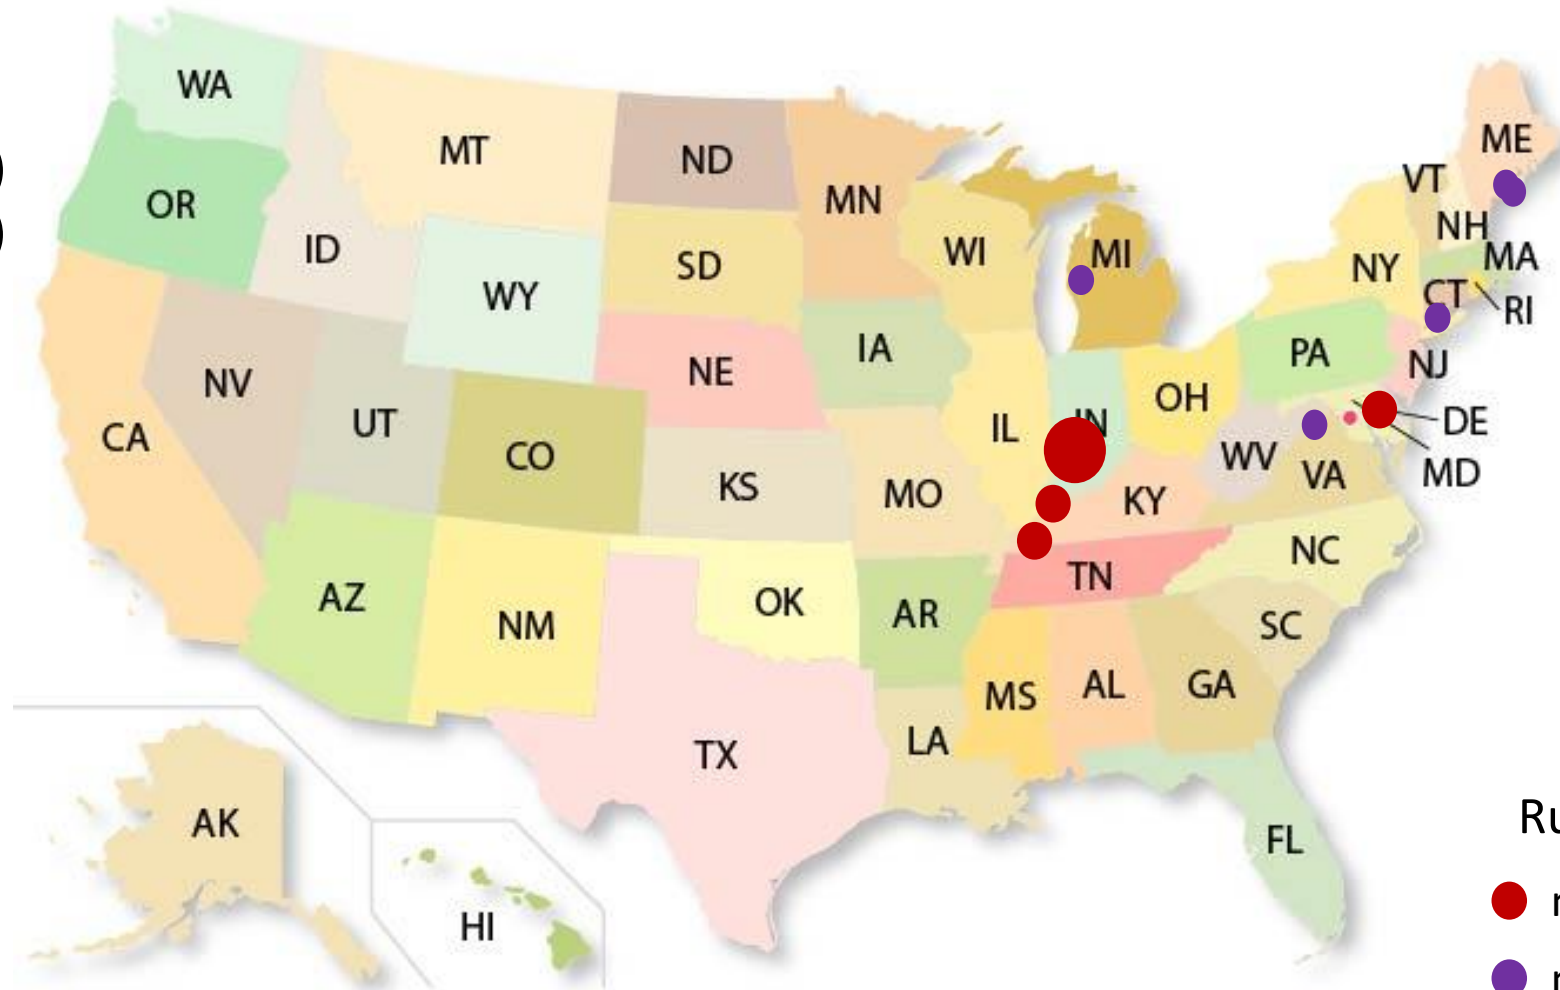 WA
MT
ND
MN
OR
ID
SD
WI
MI
ME
VT
NH
MA
NY
CT
RI
WY
IA
NE
PA
NJ
NV
UT
CO
CA
KS
MO
IL
IN
OH
WV
VA
DE
MD
KY
NC
TN
AZ
NM
OK
AR
SC
MS
AL
GA
TX
LA
FL
AK
HI
)
)
Ru